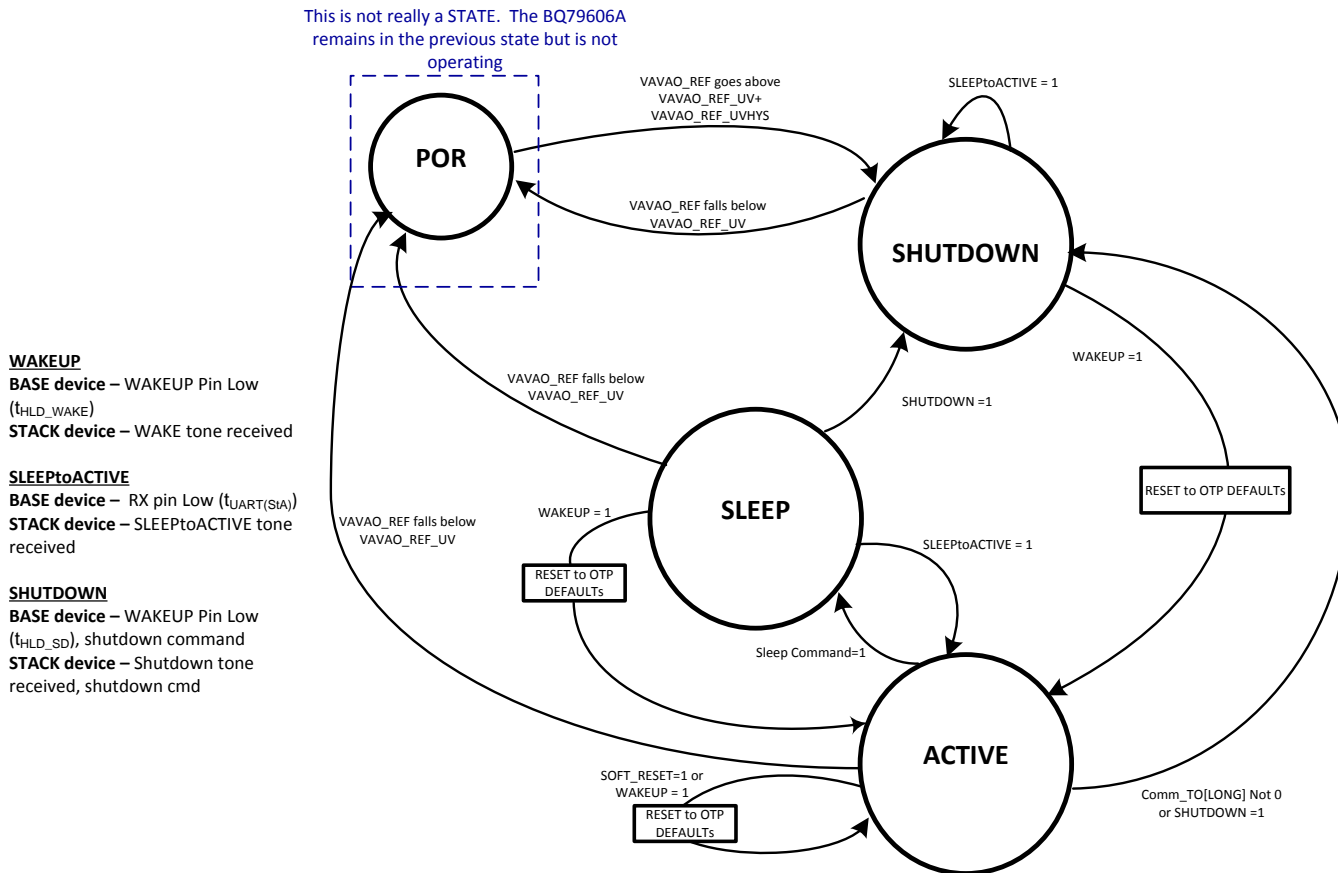 This is not really a STATE.  The BQ79606A
remains in the previous state but is not
operating
POR
VAVAO_REF goes above
VAVAO_REF_UV+
VAVAO_REF_UVHYS
SLEEPtoACTIVE = 1
VAVAO_REF falls below
VAVAO_REF_UV
SHUTDOWN
WAKEUP
BASE device – WAKEUP Pin Low
(tHLD_WAKE)
STACK device – WAKE tone received
SLEEPtoACTIVE
BASE device –  RX pin Low (tUART(StA))
STACK device – SLEEPtoACTIVE tone
received
SHUTDOWN
BASE device – WAKEUP Pin Low
(tHLD_SD), shutdown command
STACK device – Shutdown tone
received, shutdown cmd
VAVAO_REF falls below
VAVAO_REF_UV
SHUTDOWN =1
WAKEUP =1
RESET to OTP DEFAULTs
SLEEP
WAKEUP = 1
RESET to OTP
DEFAULTs
VAVAO_REF falls below
VAVAO_REF_UV
SLEEPtoACTIVE = 1
Sleep Command=1
ACTIVE
SOFT_RESET=1 or
WAKEUP = 1
RESET to OTP
DEFAULTs
Comm_TO[LONG] Not 0
or SHUTDOWN =1